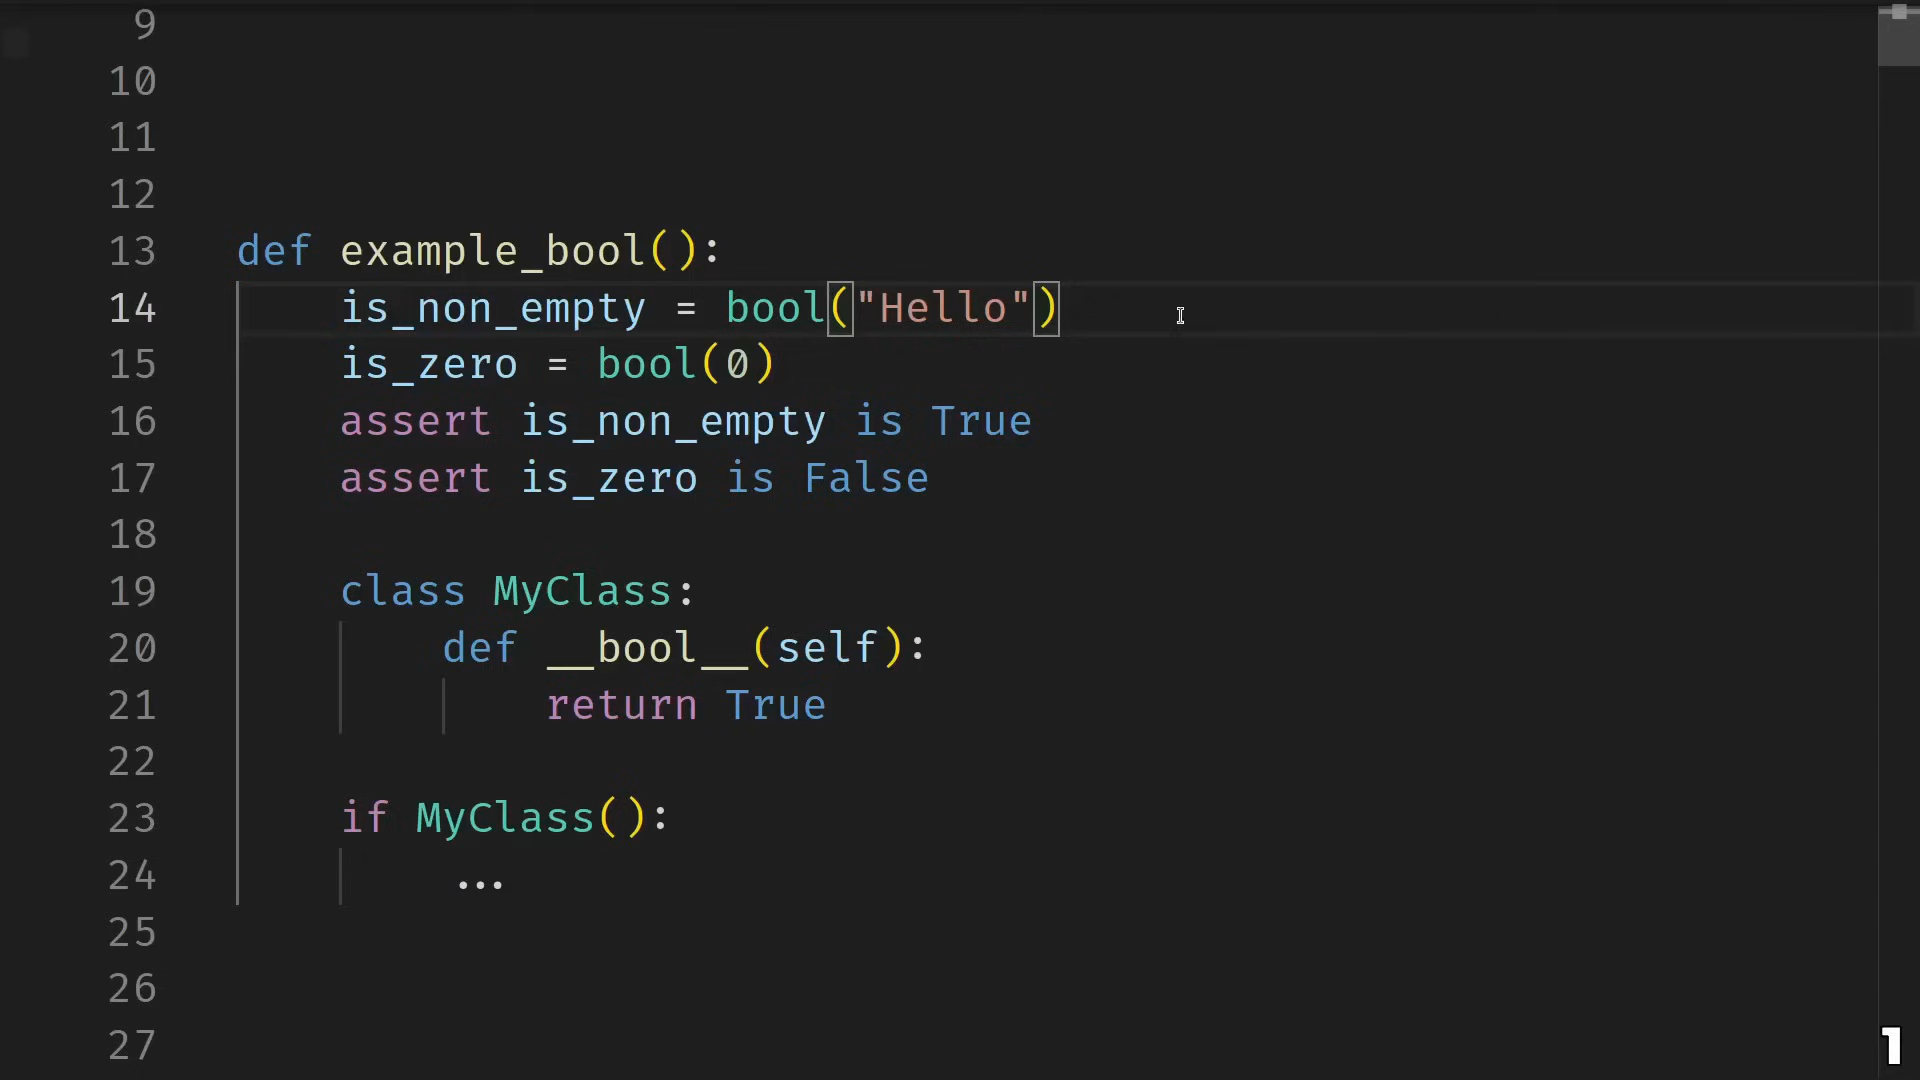 9
10
11
12
13 def example_bool():
14     is_non_empty = bool("Hello")
15     is_zero = bool(0)
16     assert is_non_empty is True
17     assert is_zero is False
18
19     class MyClass:
20         def __bool__(self):
21             return True
22
23     if MyClass():
24         ...
25
26
27
1